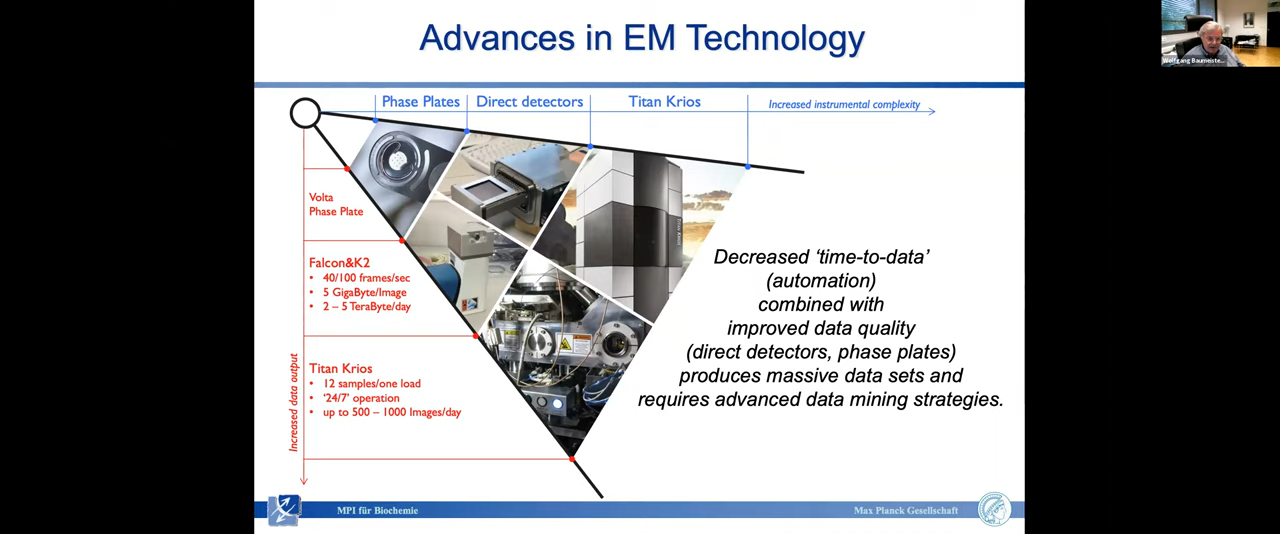 Advances in EM Technology
Wolfgang Baumeiste...
Phase Plates
Direct detectors
Titan Krios
Increased instrumental complexity
Volta
Phase Plate
Falcon&K2
• 40/100 frames/sec
• 5 GigaByte/Image
• 2 – 5 TeraByte/day
Titan Krios
• 12 samples/one load
• ‘24/7’ operation
• up to 500 – 1000 Images/day
Increased data output
TITAN KRIOS
Decreased ‘time-to-data’
(automation)
combined with
improved data quality
(direct detectors, phase plates)
produces massive data sets and
requires advanced data mining strategies.
MPI für Biochemie
Max Planck Gesellschaft